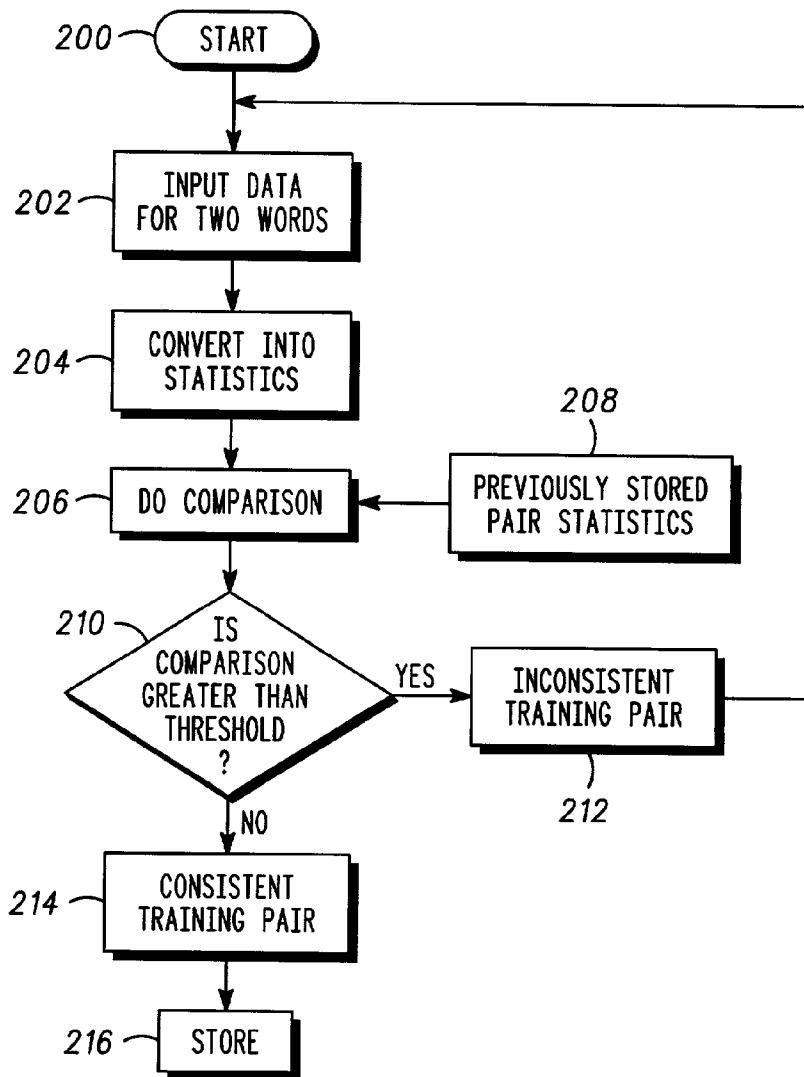 200
START
202
INPUT DATA
FOR TWO WORDS
204
CONVERT INTO
STATISTICS
208
206
DO COMPARISON
PREVIOUSLY STORED
PAIR STATISTICS
210
IS
COMPARISON
GREATER THAN
THRESHOLD
?
YES
INCONSISTENT
TRAINING PAIR
212
NO
214
CONSISTENT
TRAINING PAIR
216
STORE